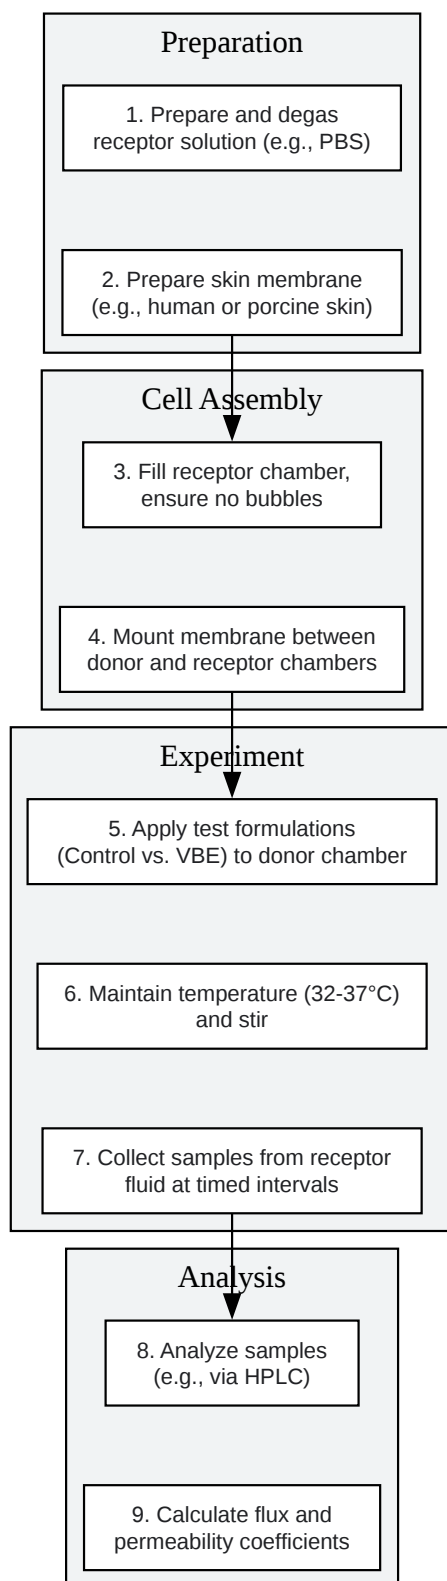 Preparation
1. Prepare and degas
receptor solution (e.g., PBS)
2. Prepare skin membrane
(e.g., human or porcine skin)
Cell Assembly
3. Fill receptor chamber,
ensure no bubbles
4. Mount membrane between
donor and receptor chambers
Experiment
5. Apply test formulations
(Control vs. VBE) to donor chamber
6. Maintain temperature (32-37°C)
and stir
7. Collect samples from receptor
fluid at timed intervals
Analysis
8. Analyze samples
(e.g., via HPLC)
9. Calculate flux and
permeability coefficients